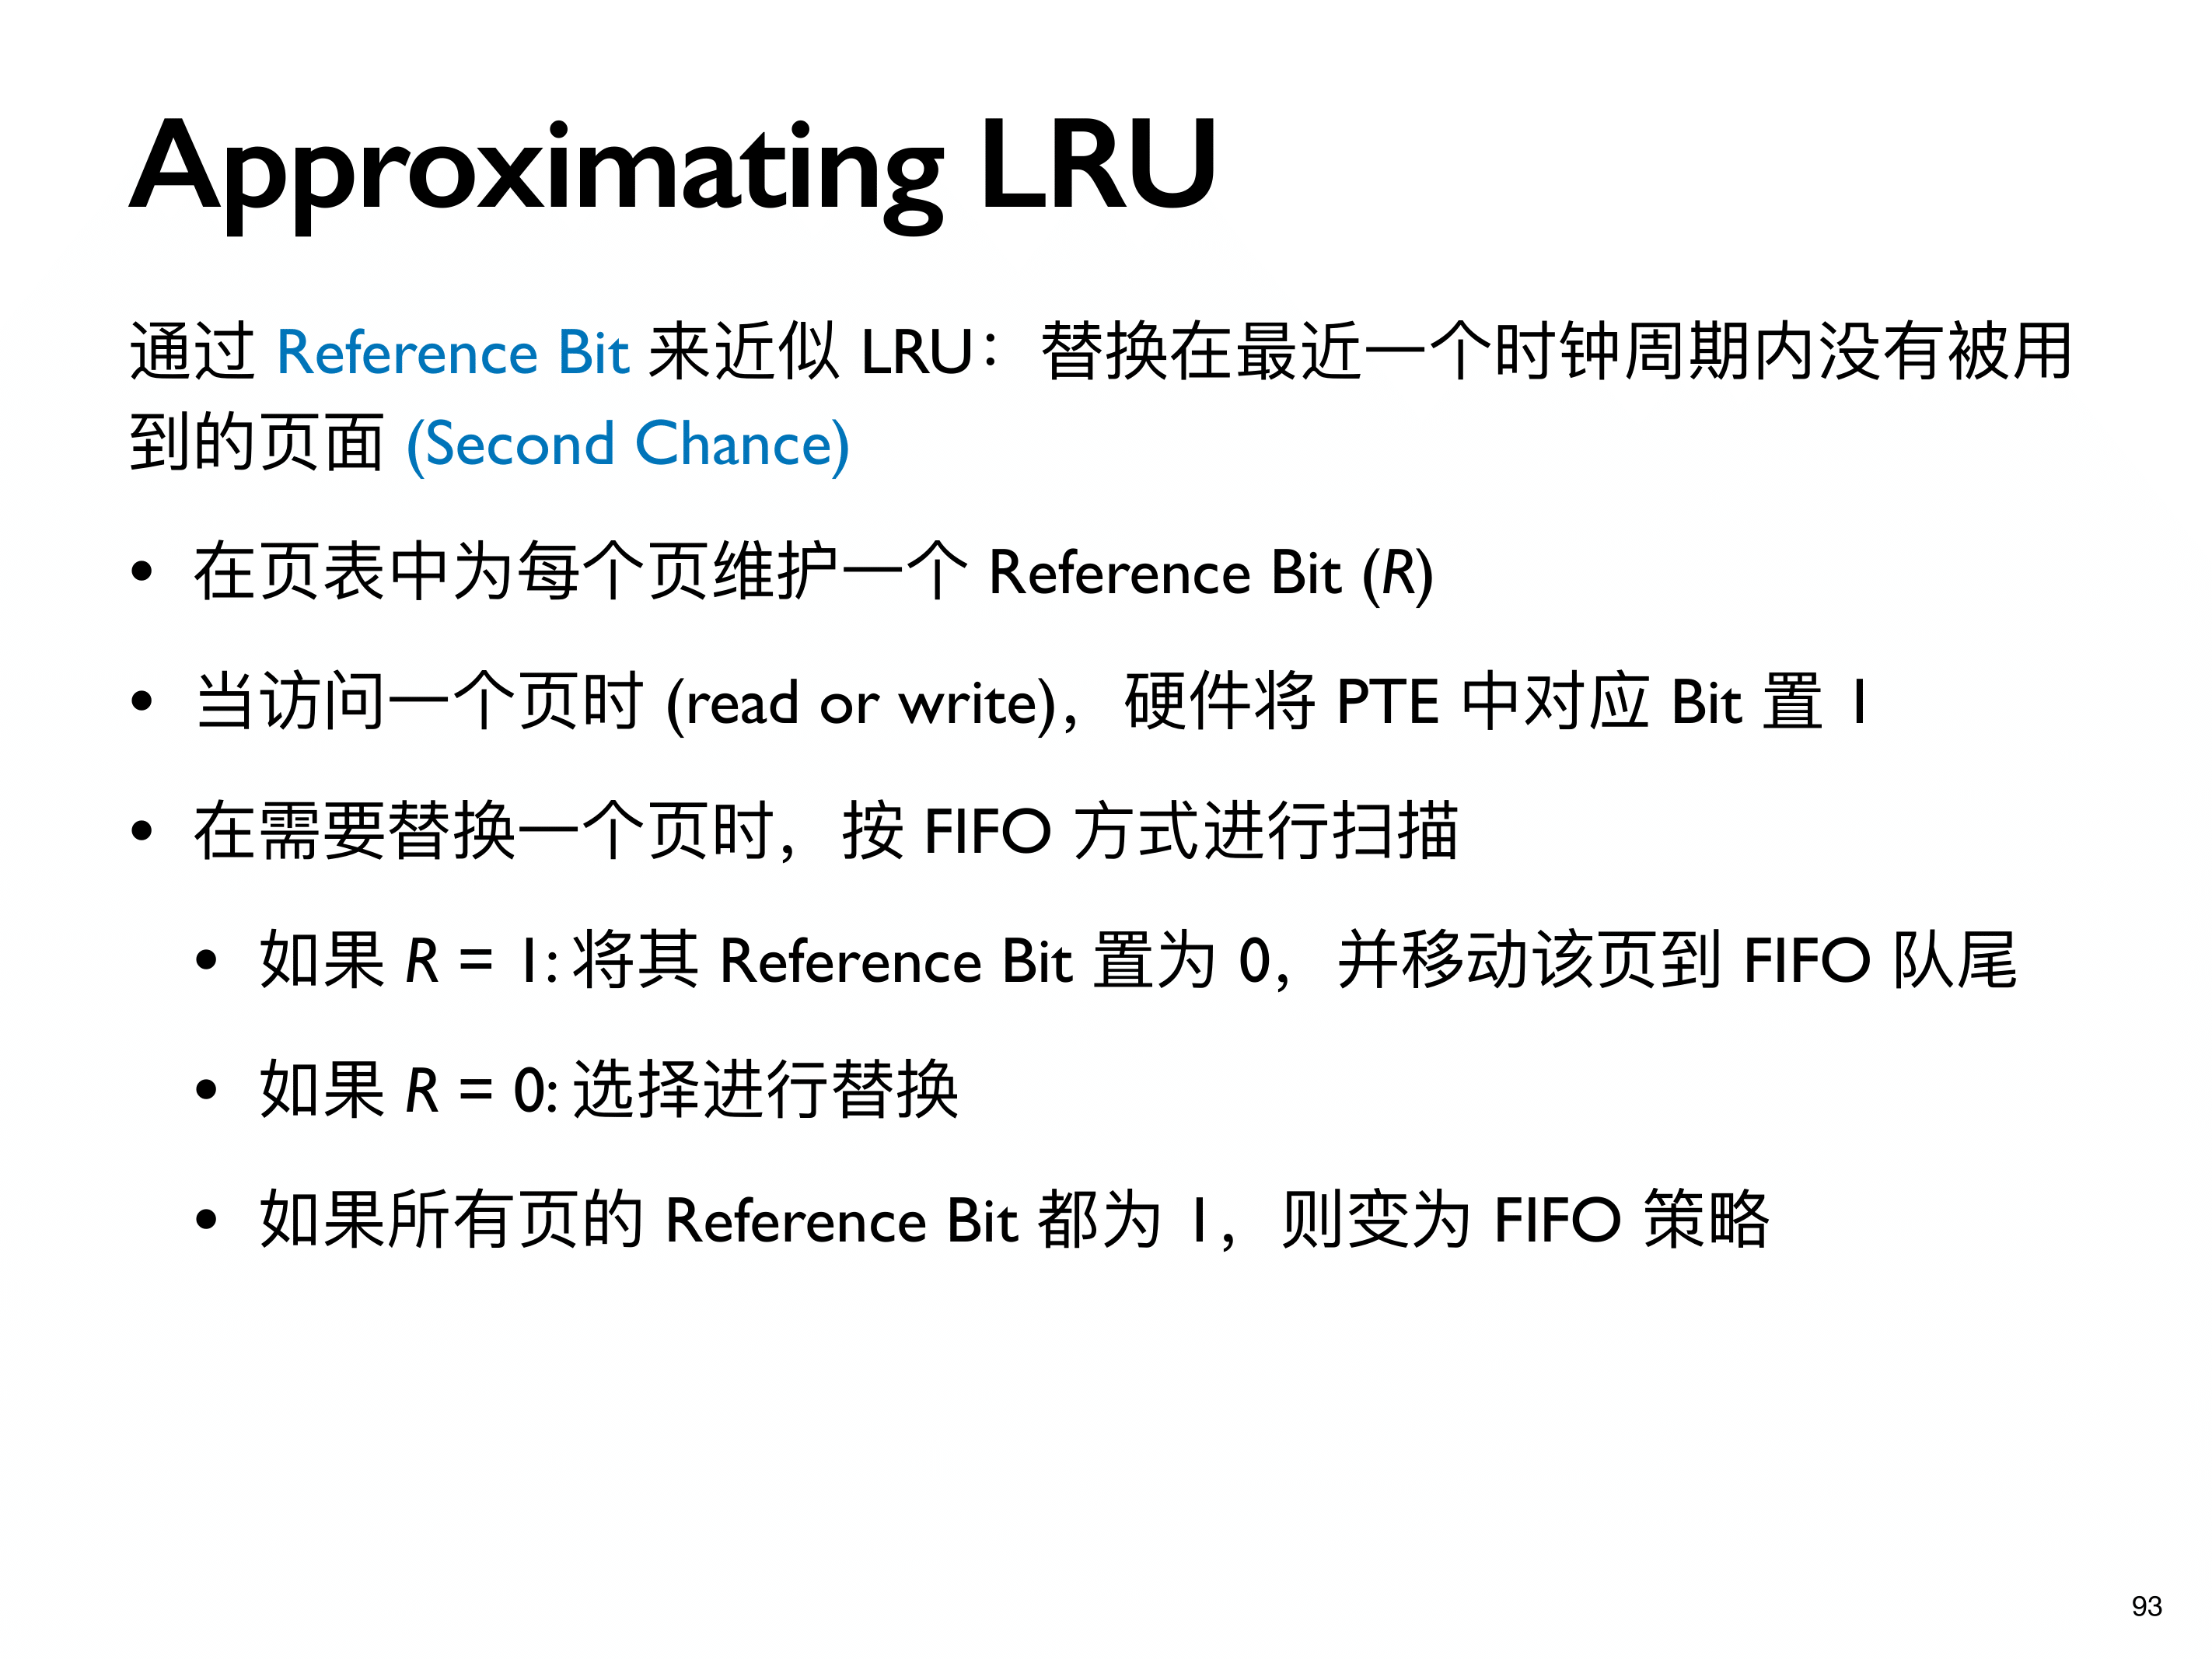 Approximating LRU
通过 Reference Bit 来近似 LRU：替换在最近一个时钟周期内没有被用
到的页面 (Second Chance)
• 在页表中为每个页维护一个 Reference Bit (R)
• 当访问一个页时 (read or write)，硬件将 PTE 中对应 Bit 置 1
• 在需要替换一个页时，按 FIFO 方式进行扫描
• 如果 R = 1: 将其 Reference Bit 置为 0，并移动该页到 FIFO 队尾
• 如果 R = 0: 选择进行替换
• 如果所有页的 Reference Bit 都为 1，则变为 FIFO 策略
93